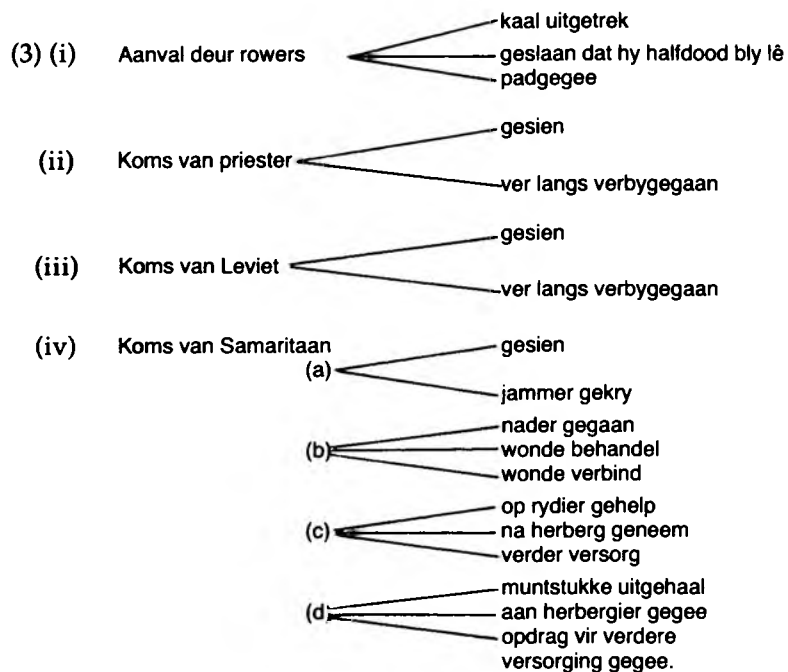 kaal uitgetrek
(3) (i) Aanval deur rowers
geslaan dat hy halfdood bly lê
padgegee
gesien
(ii) Koms van priester
ver langs verbygegaan
gesien
(iii) Koms van Leviet
ver langs verbygegaan
(iv) Koms van Samaritaan
gesien
(a)
jammer gekry
nader gegaan
(b) wonde behandel
wonde verbind
op rydier gehelp
(c) na herberg geneem
verder versorg
muntstukke uitgehaal
(d) aan herbergier gegee
opdrag vir verdere
versorging gegee.